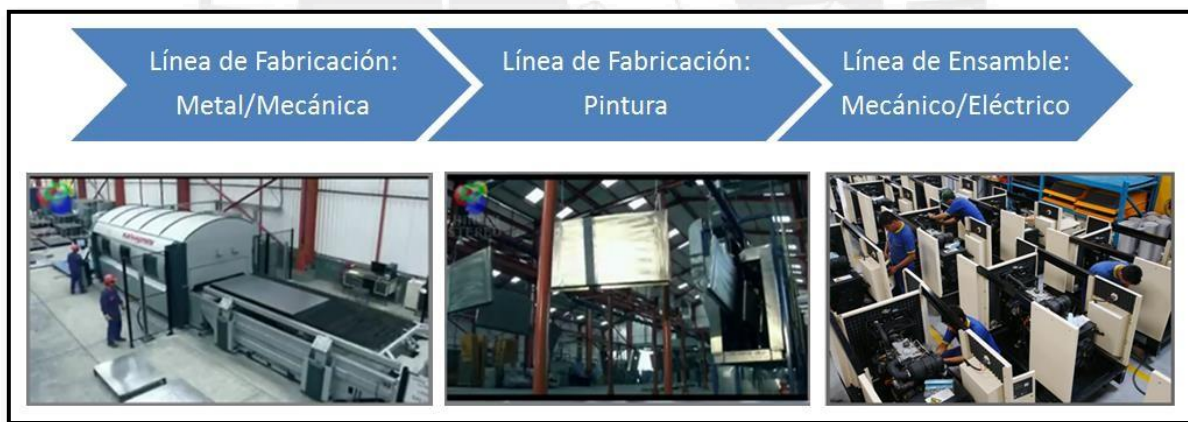 Línea de Fabricación:
Metal/Mecánica
Línea de Fabricación:
Pintura
Línea de Ensamble:
Mecánico/Eléctrico